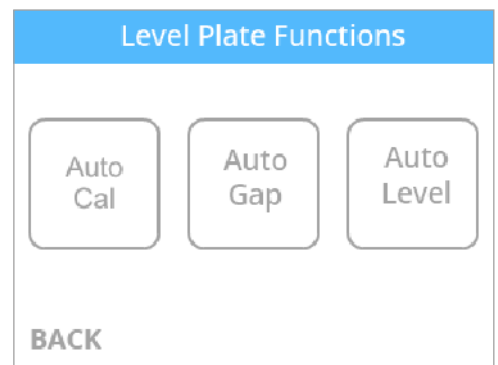 Level Plate Functions
Auto
Cal
Auto
Gap
Auto
Level
BACK